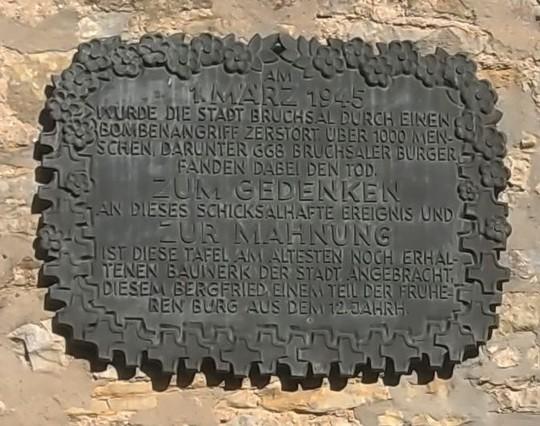 AM
1. MÄRZ 1945
WURDE DIE STADT BRUCHSAL DURCH EINEN
BOMBENANGRIFF ZERSTÖRT ÜBER 1000 MEN-
SCHEN, DARUNTER 668 BRUCHSALER BÜRGER,
FANDEN DABEI DEN TOD.
ZUM GEDENKEN
AN DIESES SCHICKSALHAFTE EREIGNIS UND
ZUR MAHNUNG
IST DIESE TAFEL AM ÄLTESTEN NOCH ERHAL-
TENEN BAUWERK DER STADT ANGEBRACHT,
DIESEM BERGFRIED, EINEM TEIL DER FRÜHE-
REN BURG AUS DEM 12. JAHRH.